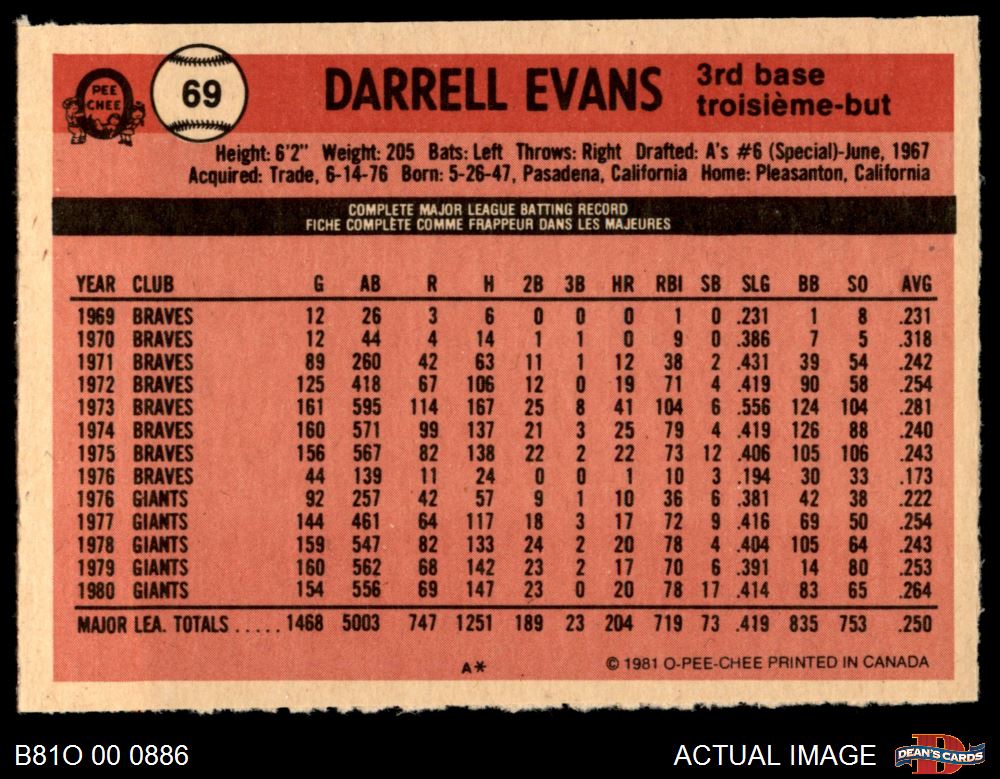 PEE
CHEE
69
DARRELL EVANS
3rd base
troisième-but
Height: 6'2" Weight: 205 Bats: Left Throws: Right Drafted: A's #6 (Special)-June, 1967
Acquired: Trade, 6-14-76 Born: 5-26-47, Pasadena, California Home: Pleasanton, California
COMPLETE MAJOR LEAGUE BATTING RECORD
FICHE COMPLÈTE COMME FRAPPEUR DANS LES MAJEURES
YEAR CLUB G AB R H 2B 3B HR RBI SB SLG BB SO AVG
1969 BRAVES 12 26 3 6 0 0 0 1 0 .231 1 8 .231
1970 BRAVES 12 44 4 14 1 1 0 9 0 .386 7 5 .318
1971 BRAVES 89 260 42 63 11 1 12 38 2 .431 39 54 .242
1972 BRAVES 125 418 67 106 12 0 19 71 4 .419 90 58 .254
1973 BRAVES 161 595 114 167 25 8 41 104 6 .556 124 104 .281
1974 BRAVES 160 571 99 137 21 3 25 79 4 .419 126 88 .240
1975 BRAVES 156 567 82 138 22 2 22 73 12 .406 105 106 .243
1976 BRAVES 44 139 11 24 0 0 1 10 3 .194 30 33 .173
1976 GIANTS 92 257 42 57 9 1 10 36 6 .381 42 38 .222
1977 GIANTS 144 461 64 117 18 3 17 72 9 .416 69 50 .254
1978 GIANTS 159 547 82 133 24 2 20 78 4 .404 105 64 .243
1979 GIANTS 160 562 68 142 23 2 17 70 6 .391 14 80 .253
1980 GIANTS 154 556 69 147 23 0 20 78 17 .414 83 65 .264
MAJOR LEA. TOTALS ..... 1468 5003 747 1251 189 23 204 719 73 .419 835 753 .250
A* © 1981 O-PEE-CHEE PRINTED IN CANADA
B81O 00 0886
ACTUAL IMAGE
DEAN'S CARDS